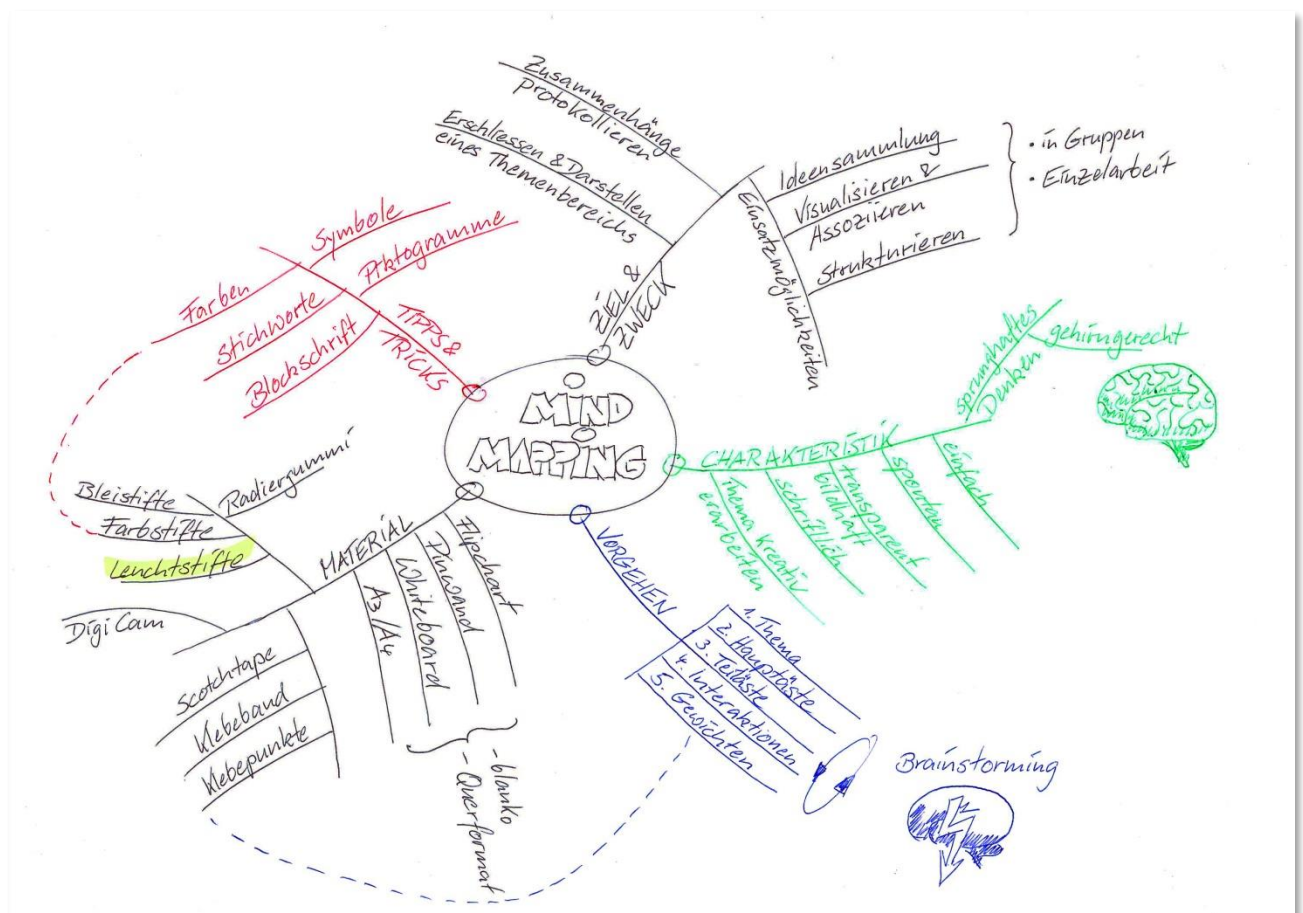 MIND
MAPPING
ZIEL &
ZWECK
Zusammenhänge
protokollieren
Erschliessen & Darstellen
eines Themenbereichs
Einsatzmöglichkeiten
Ideensammlung
Visualisieren &
Assoziieren
Strukturieren
• in Gruppen
• Einzelarbeit
CHARAKTERISTIK
sprunghaftes
Denken
gehirngerecht
einfach
spontan
transparent
bildhaft
schriftlich
Thema kreativ
erarbeiten
VORGEHEN
1. Thema
2. Hauptäste
3. Teiläste
4. Interaktionen
5. Gewichten
Brainstorming
MATERIAL
Flipchart
Pinwand
Whiteboard
A3/A4
- blanko
- Querformat
Radiergummi
Bleistifte
Farbstifte
Leuchtstifte
DigiCam
Scotchtape
Klebeband
Klebepunkte
TIPPS &
TRICKS
Symbole
Farben
Piktogramme
Stichworte
Blockschrift